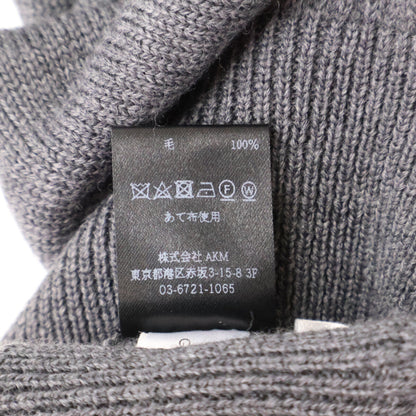 毛 100%
F W
あて布使用
株式会社 AKM
東京都港区赤坂3-15-8 3F
03-6721-1065